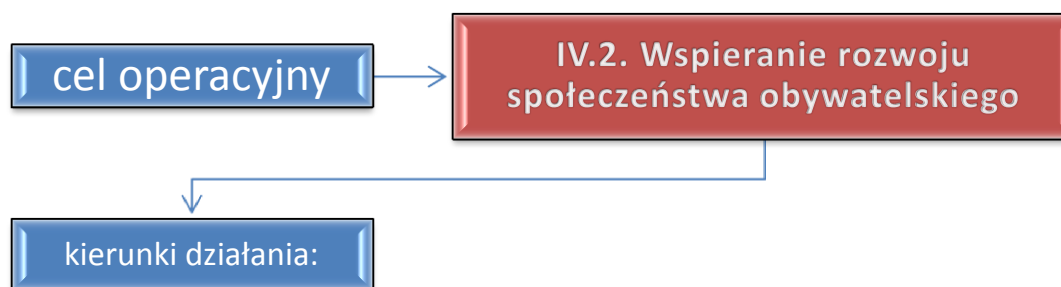 cel operacyjny
IV.2. Wspieranie rozwoju
społeczeństwa obywatelskiego
kierunki działania: